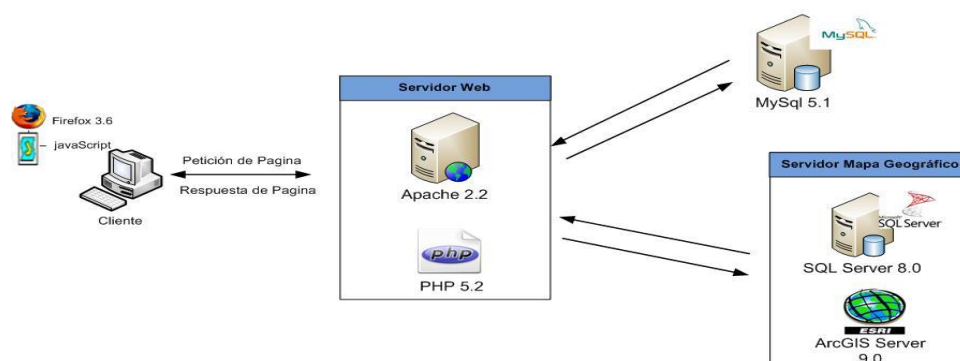 Firefox 3.6
javaScript
Cliente
Petición de Pagina
Respuesta de Pagina
Servidor Web
Apache 2.2
php
PHP 5.2
MySQL
MySql 5.1
Servidor Mapa Geográfico
Microsoft
SQL Server
SQL Server 8.0
ESRI
ArcGIS Server
9.0